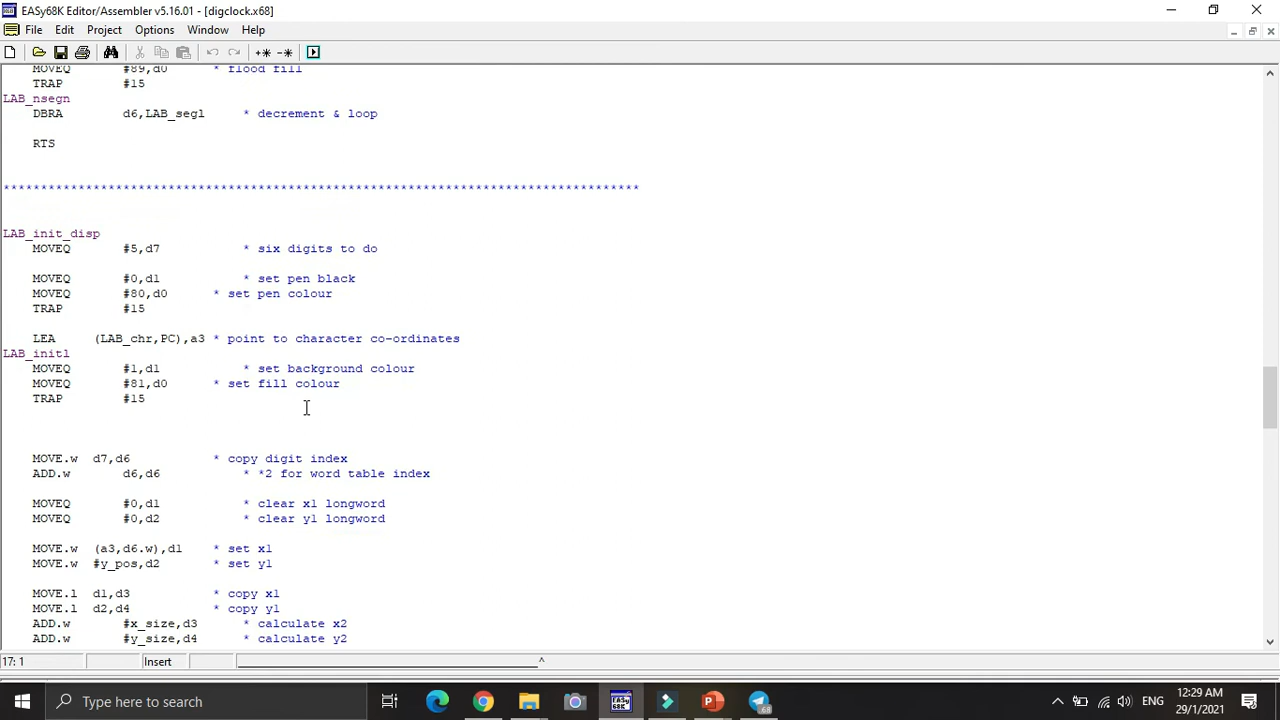 EASy68K Editor/Assembler v5.16.01 - [digclock.x68]
File Edit Project Options Window Help
MOVEQ #89,d0 * flood fill
TRAP #15
LAB_nsegn
DBRA d6,LAB_segl * decrement & loop
RTS
*************************************************************************************
LAB_init_disp
MOVEQ #5,d7 * six digits to do
MOVEQ #0,d1 * set pen black
MOVEQ #80,d0 * set pen colour
TRAP #15
LEA (LAB_chr,PC),a3 * point to character co-ordinates
LAB_initl
MOVEQ #1,d1 * set background colour
MOVEQ #81,d0 * set fill colour
TRAP #15
MOVE.w d7,d6 * copy digit index
ADD.w d6,d6 * *2 for word table index
MOVEQ #0,d1 * clear x1 longword
MOVEQ #0,d2 * clear y1 longword
MOVE.w (a3,d6.w),d1 * set x1
MOVE.w #y_pos,d2 * set y1
MOVE.l d1,d3 * copy x1
MOVE.l d2,d4 * copy y1
ADD.w #x_size,d3 * calculate x2
ADD.w #y_size,d4 * calculate y2
17: 1 Insert
Type here to search
ENG
12:29 AM
29/1/2021